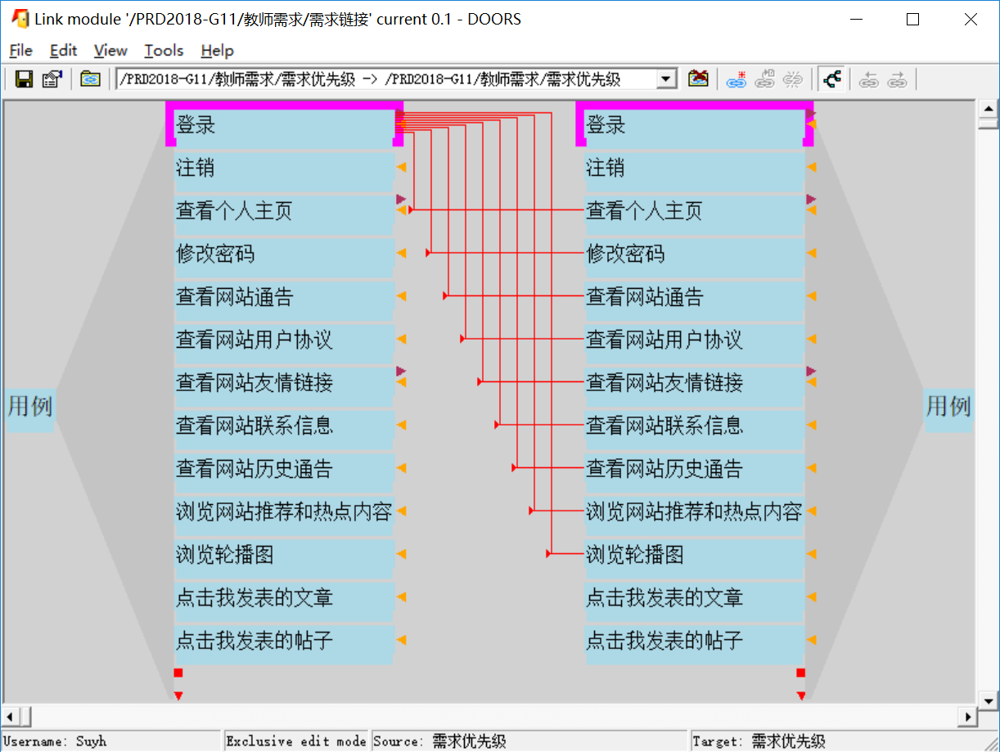 Link module '/PRD2018-G11/教师需求/需求链接' current 0.1 - DOORS
File Edit View Tools Help
/PRD2018-G11/教师需求/需求优先级 -> /PRD2018-G11/教师需求/需求优先级
登录 登录
注销 注销
查看个人主页 查看个人主页
修改密码 修改密码
查看网站通告 查看网站通告
查看网站用户协议 查看网站用户协议
查看网站友情链接 查看网站友情链接
用例 用例
查看网站联系信息 查看网站联系信息
查看网站历史通告 查看网站历史通告
浏览网站推荐和热点内容 浏览网站推荐和热点内容
浏览轮播图 浏览轮播图
点击我发表的文章 点击我发表的文章
点击我发表的帖子 点击我发表的帖子
Username: Suyh Exclusive edit mode Source: 需求优先级 Target: 需求优先级